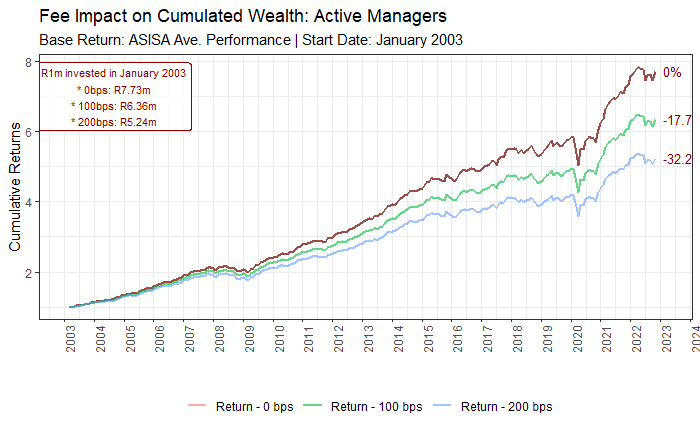 Fee Impact on Cumulated Wealth: Active Managers
Base Return: ASISA Ave. Performance | Start Date: January 2003
R1m invested in January 2003
* 0bps: R7.73m
* 100bps: R6.36m
* 200bps: R5.24m
8
6
4
2
Cumulative Returns
0%
-17.7
-32.2
2003
2004
2005
2006
2007
2008
2009
2010
2011
2012
2013
2014
2015
2016
2017
2018
2019
2020
2021
2022
2023
2024
Return - 0 bps
Return - 100 bps
Return - 200 bps